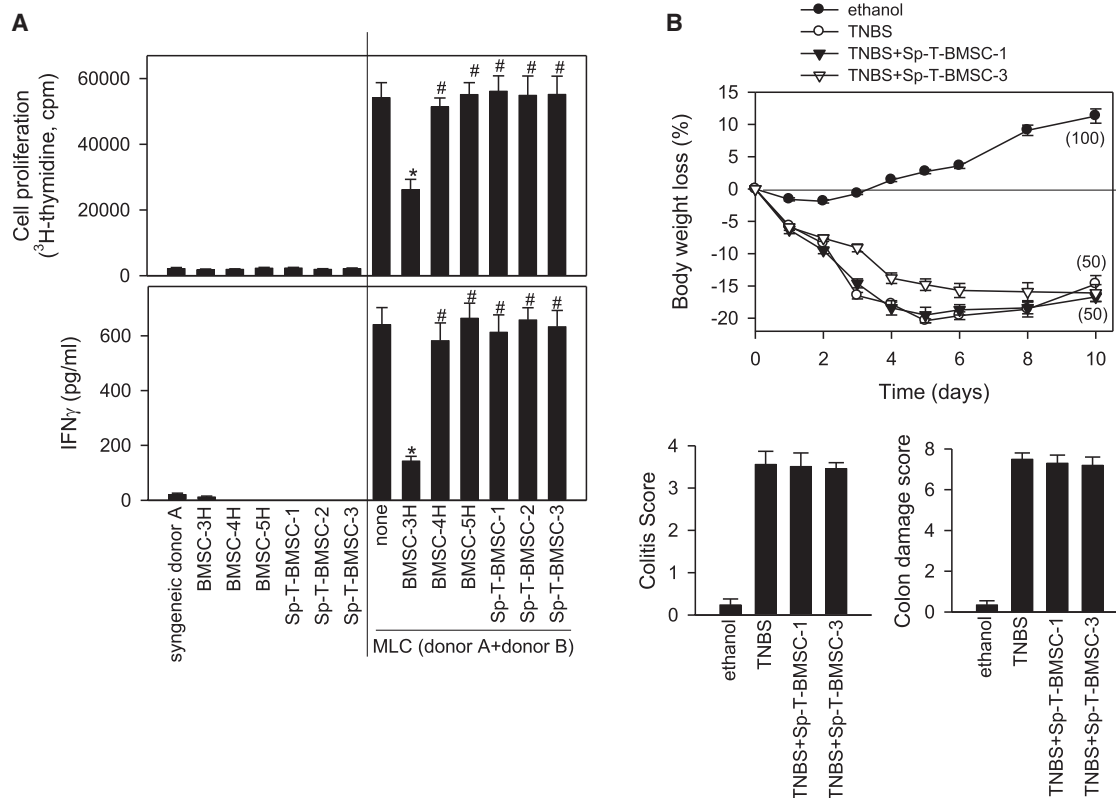 A
Cell proliferation
(³H-thymidine, cpm)
60000
40000
20000
0
#
#
#
#
#
*
IFNγ (pg/ml)
600
400
200
0
#
#
#
#
#
*
syngeneic donor A
BMSC-3H
BMSC-4H
BMSC-5H
Sp-T-BMSC-1
Sp-T-BMSC-2
Sp-T-BMSC-3
none
BMSC-3H
BMSC-4H
BMSC-5H
Sp-T-BMSC-1
Sp-T-BMSC-2
Sp-T-BMSC-3
MLC (donor A+donor B)
B
ethanol
TNBS
TNBS+Sp-T-BMSC-1
TNBS+Sp-T-BMSC-3
Body weight loss (%)
15
10
5
0
-5
-10
-15
-20
(100)
(50)
(50)
0
2
4
6
8
10
Time (days)
Colitis Score
4
3
2
1
0
ethanol
TNBS
TNBS+Sp-T-BMSC-1
TNBS+Sp-T-BMSC-3
Colon damage score
8
6
4
2
0
ethanol
TNBS
TNBS+Sp-T-BMSC-1
TNBS+Sp-T-BMSC-3